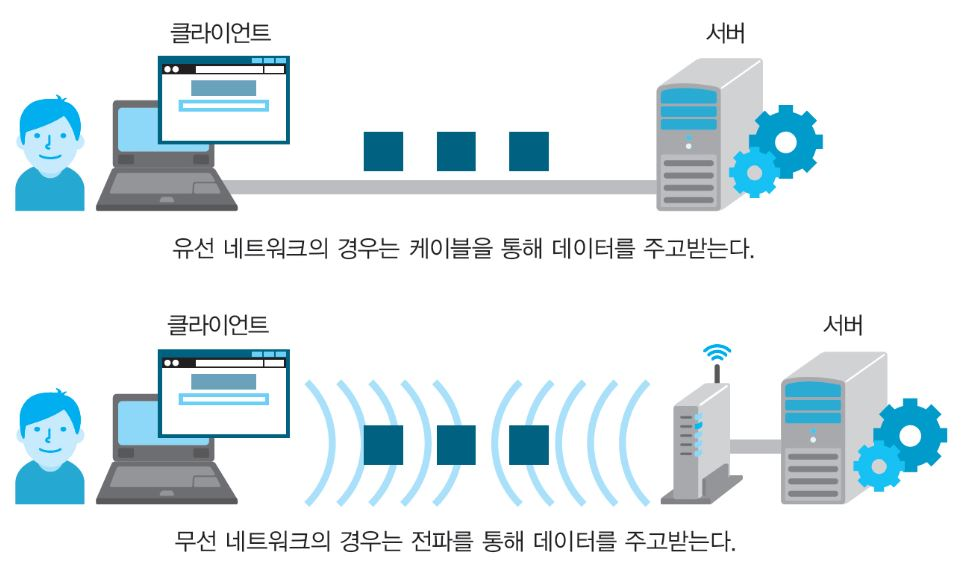 클라이언트
서버
유선 네트워크의 경우는 케이블을 통해 데이터를 주고받는다.
클라이언트
서버
무선 네트워크의 경우는 전파를 통해 데이터를 주고받는다.